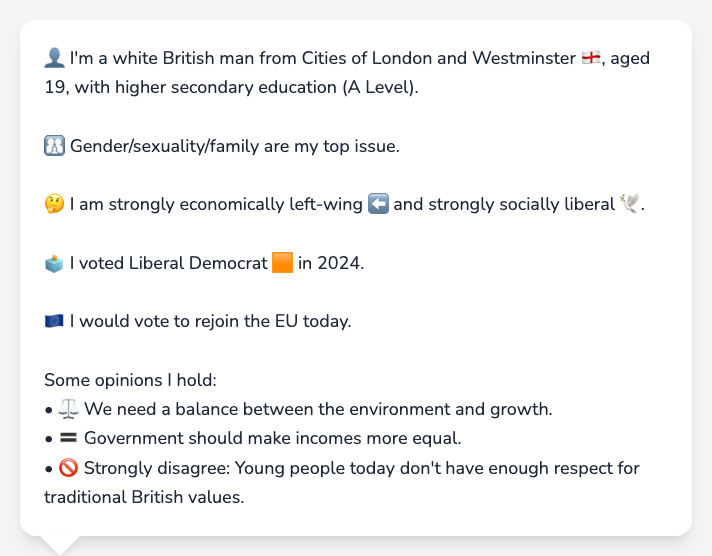 👤 I'm a white British man from Cities of London and Westminster 🏴󠁧󠁢󠁥󠁮󠁧󠁿, aged
19, with higher secondary education (A Level).
🚻 Gender/sexuality/family are my top issue.
🤔 I am strongly economically left-wing ⬅️ and strongly socially liberal 🕊️.
🗳️ I voted Liberal Democrat 🟧 in 2024.
🇪🇺 I would vote to rejoin the EU today.
Some opinions I hold:
• ⚖️ We need a balance between the environment and growth.
• 🟰 Government should make incomes more equal.
• 🚫 Strongly disagree: Young people today don't have enough respect for
traditional British values.